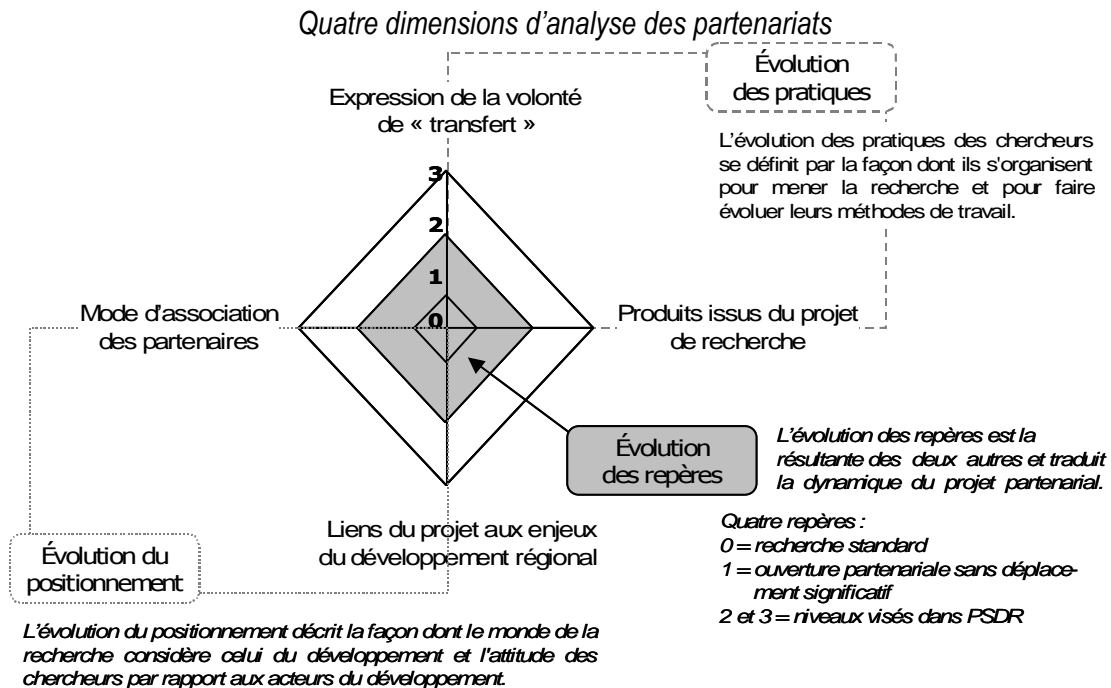 Quatre dimensions d’analyse des partenariats
Évolution
des pratiques
Expression de la volonté
de « transfert »
L’évolution des pratiques des chercheurs
se définit par la façon dont ils s'organisent
pour mener la recherche et pour faire
évoluer leurs méthodes de travail.
3
2
1
0
Mode d'association
des partenaires
Produits issus du projet
de recherche
Évolution
des repères
L’évolution des repères est la
résultante des deux autres et traduit
la dynamique du projet partenarial.
Liens du projet aux enjeux
du développement régional
Quatre repères :
0 = recherche standard
1 = ouverture partenariale sans déplace-
ment significatif
2 et 3 = niveaux visés dans PSDR
Évolution du
positionnement
L’évolution du positionnement décrit la façon dont le monde de la
recherche considère celui du développement et l'attitude des
chercheurs par rapport aux acteurs du développement.